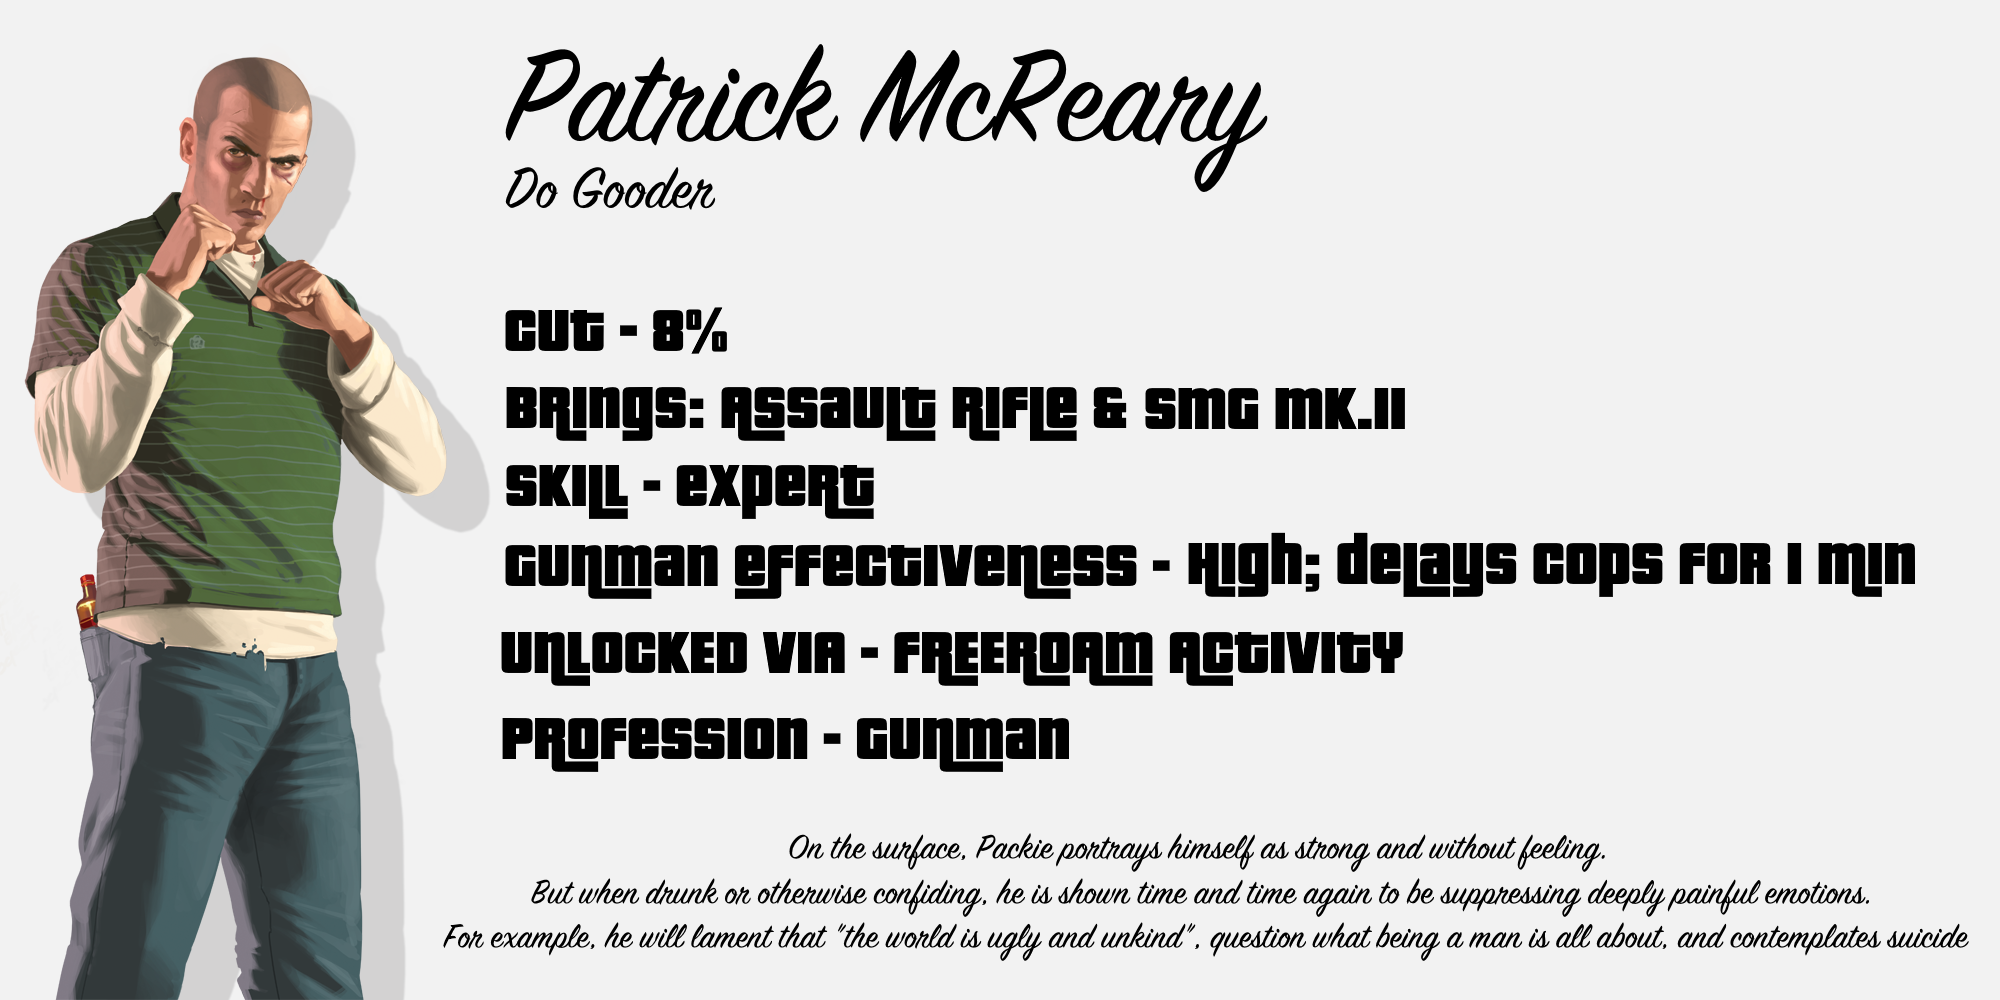 Patrick McReary
Do Gooder
Cut - 8%
Brings: Assault Rifle & SMG MK.II
Skill - Expert
Gunman Effectiveness - High; delays cops for 1 min
UNLOCKED VIA - FREEROAM ACTIVITY
Profession - Gunman
On the surface, Packie portrays himself as strong and without feeling.
But when drunk or otherwise confiding, he is shown time and time again to be suppressing deeply painful emotions.
For example, he will lament that "the world is ugly and unkind", question what being a man is all about, and contemplates suicide